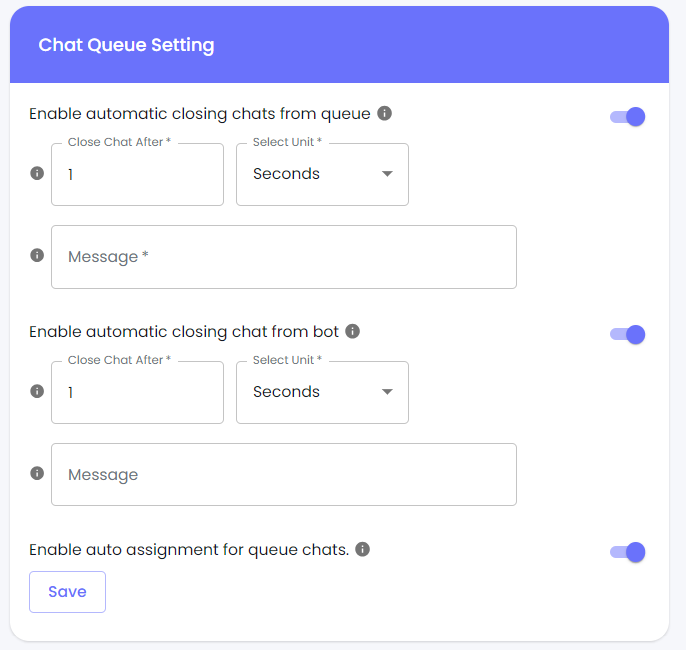 Chat Queue Setting
Enable automatic closing chats from queue
Close Chat After * Select Unit *
1 Seconds
Message *
Enable automatic closing chat from bot
Close Chat After * Select Unit *
1 Seconds
Message
Enable auto assignment for queue chats.
Save